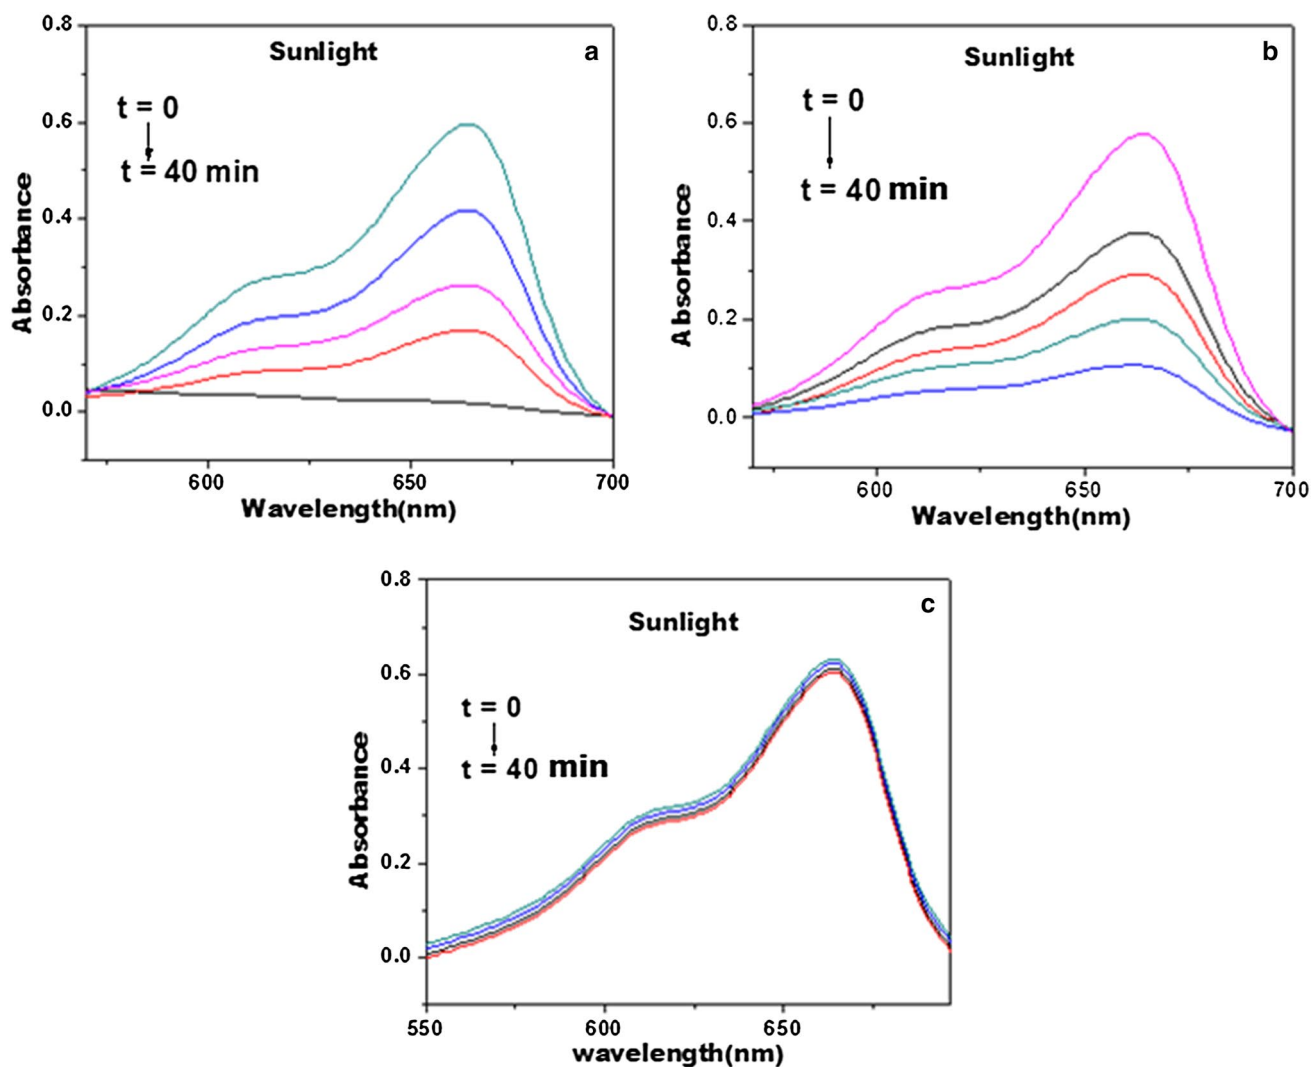 0.8
Sunlight
a
t = 0
t = 40 min
0.6
0.4
0.2
0.0
Absorbance
600
650
700
Wavelength(nm)
0.8
Sunlight
b
t = 0
t = 40 min
0.6
0.4
0.2
0.0
Absorbance
600
650
700
Wavelength(nm)
0.8
Sunlight
c
t = 0
t = 40 min
0.6
0.4
0.2
0.0
Absorbance
550
600
650
wavelength(nm)